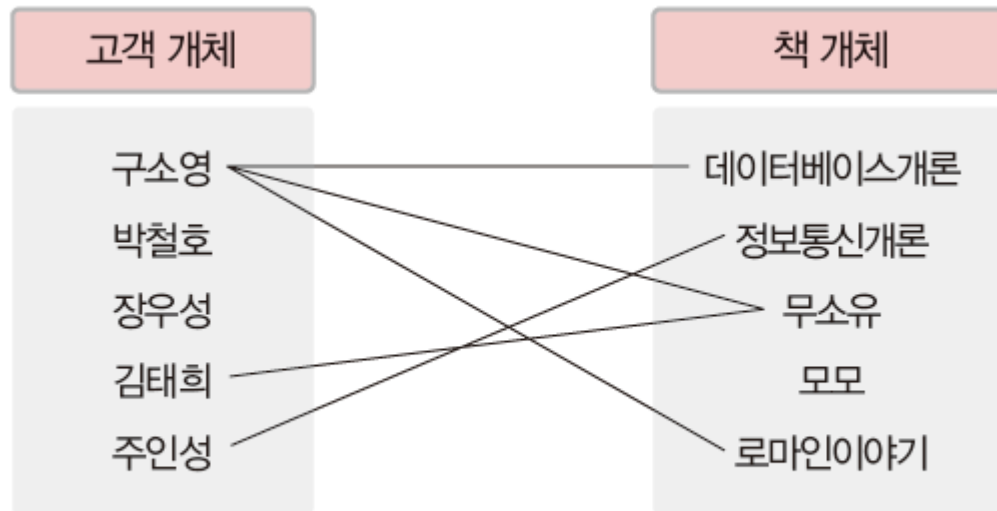 고객 개체
책 개체
구소영
데이터베이스개론
박철호
정보통신개론
장우성
무소유
김태희
모모
주인성
로마인이야기